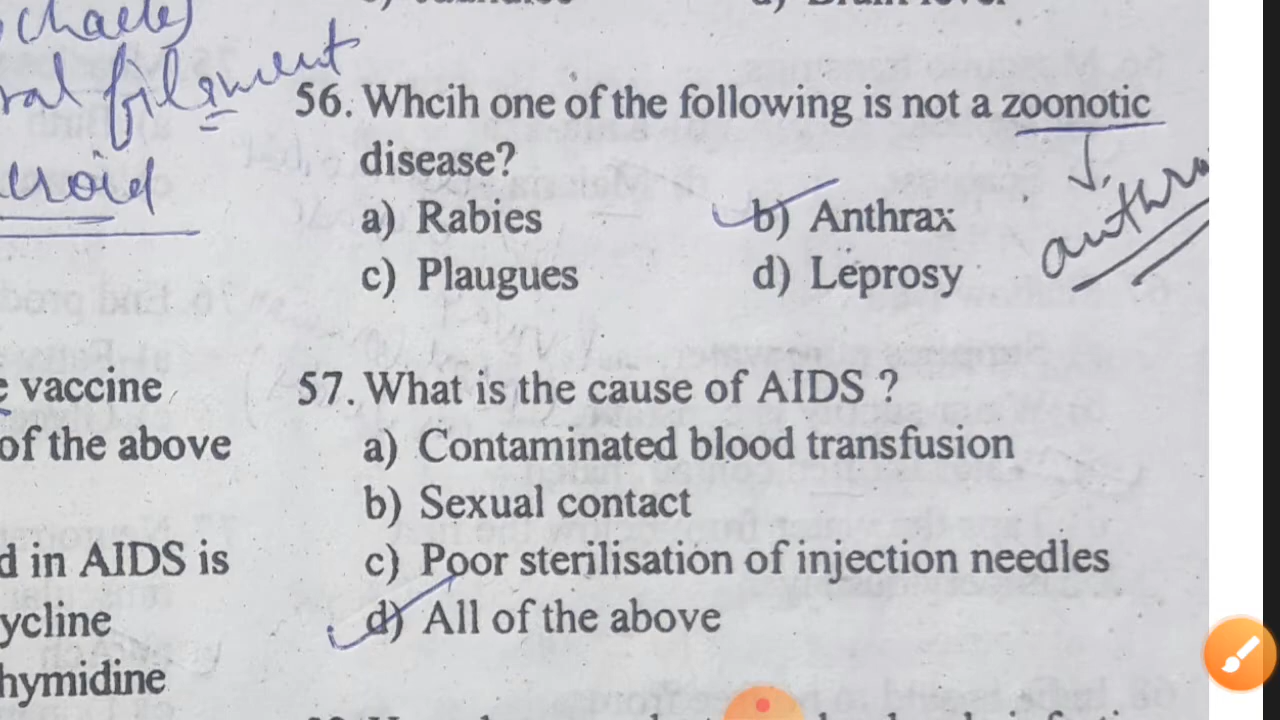 56. Whcih one of the following is not a zoonotic
disease?
a) Rabies
b) Anthrax
c) Plaugues
d) Leprosy
57. What is the cause of AIDS ?
a) Contaminated blood transfusion
b) Sexual contact
c) Poor sterilisation of injection needles
d) All of the above
vaccine
of the above
d in AIDS is
ycline
hymidine